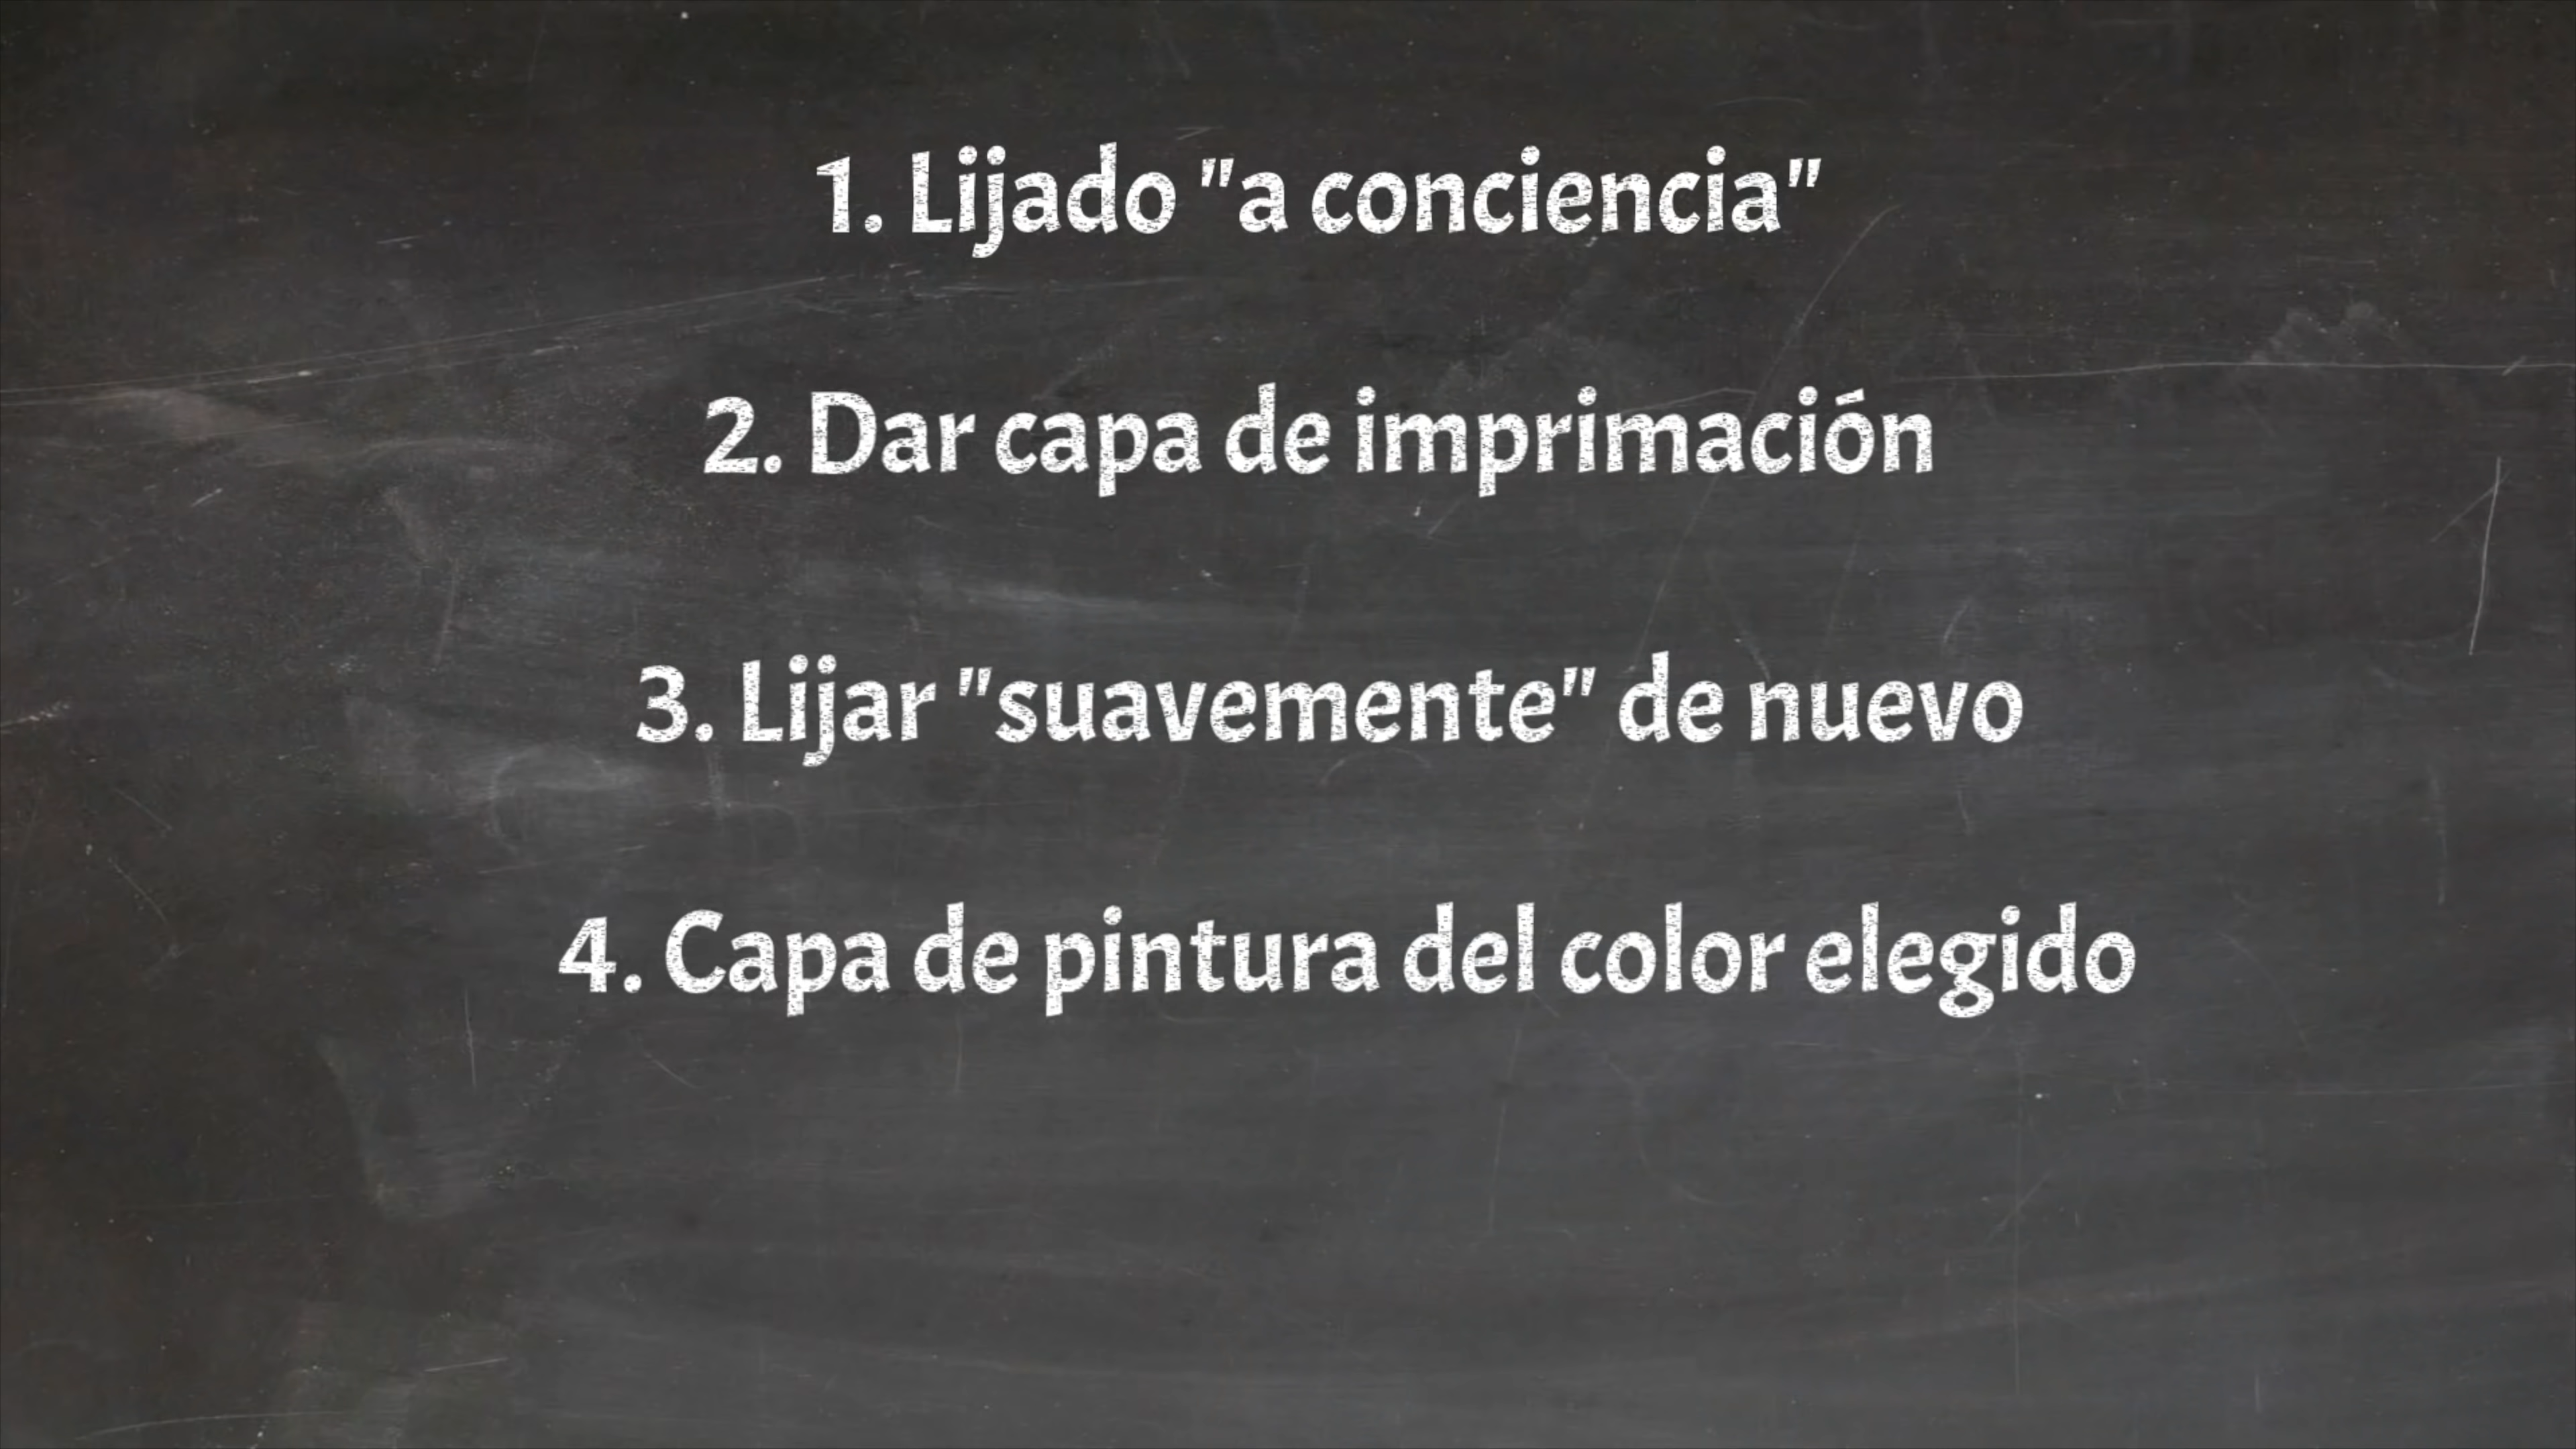 1. Lijado "a conciencia"
2. Dar capa de imprimación
3. Lijar "suavemente" de nuevo
4. Capa de pintura del color elegido